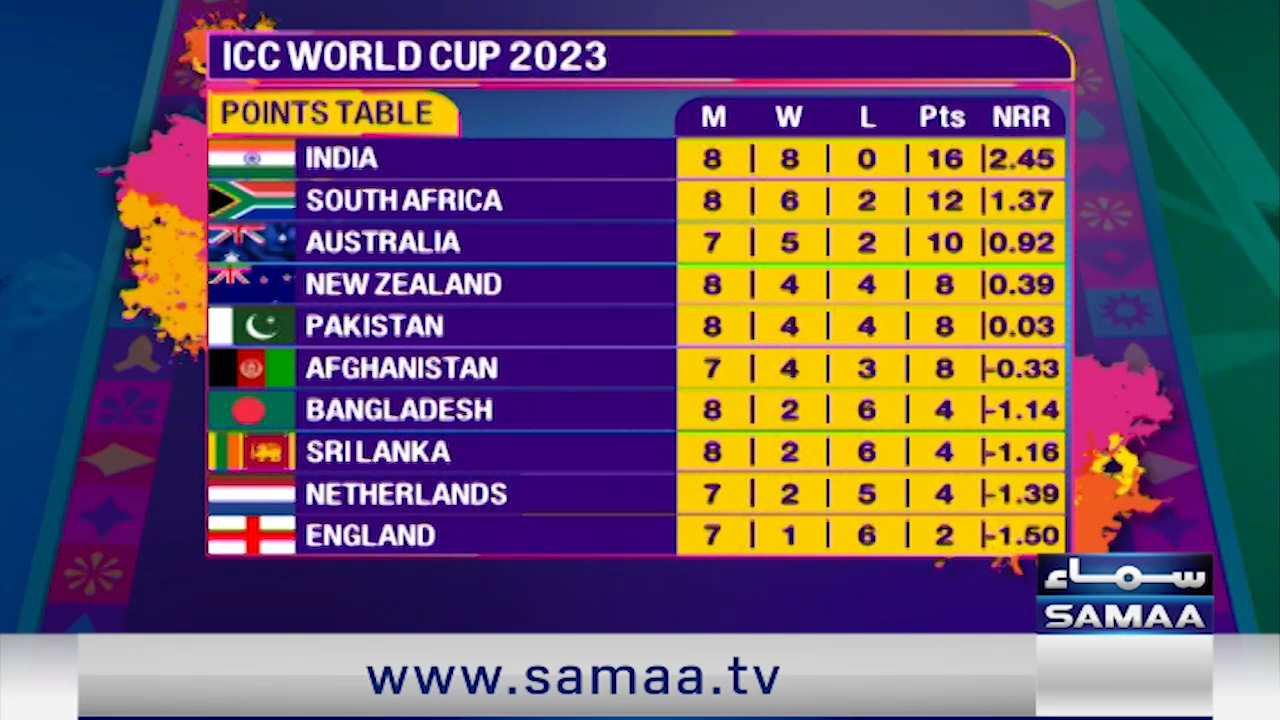 ICC WORLD CUP 2023
POINTS TABLE M W L Pts NRR
INDIA 8 | 8 | 0 | 16 |2.45
SOUTH AFRICA 8 | 6 | 2 | 12 |1.37
AUSTRALIA 7 | 5 | 2 | 10 |0.92
NEW ZEALAND 8 | 4 | 4 | 8 |0.39
PAKISTAN 8 | 4 | 4 | 8 |0.03
AFGHANISTAN 7 | 4 | 3 | 8 |-0.33
BANGLADESH 8 | 2 | 6 | 4 |-1.14
SRI LANKA 8 | 2 | 6 | 4 |-1.16
NETHERLANDS 7 | 2 | 5 | 4 |-1.39
ENGLAND 7 | 1 | 6 | 2 |-1.50
سماء
SAMAA
www.samaa.tv